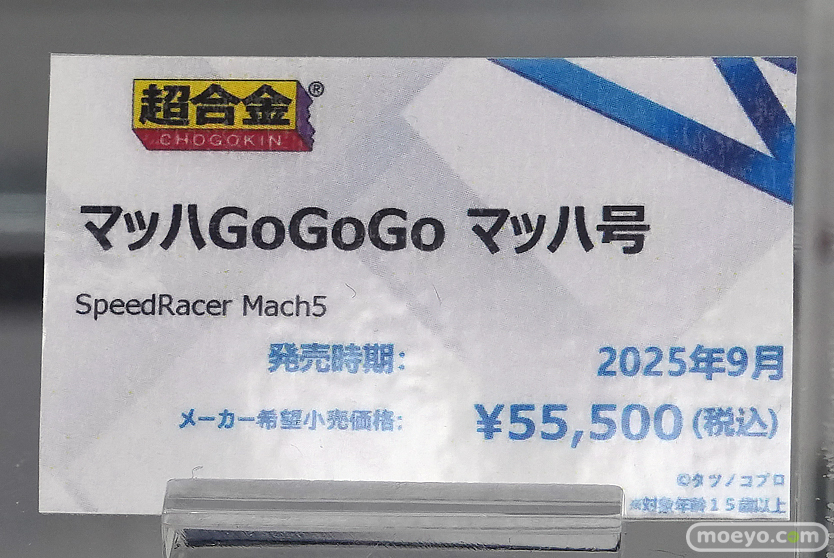 超合金®
CHOGOKIN
マッハGoGoGo マッハ号
SpeedRacer Mach5
発売時期: 2025年9月
メーカー希望小売価格: ¥55,500(税込)
©タツノコプロ
※対象年齢15歳以上
moeyo.com